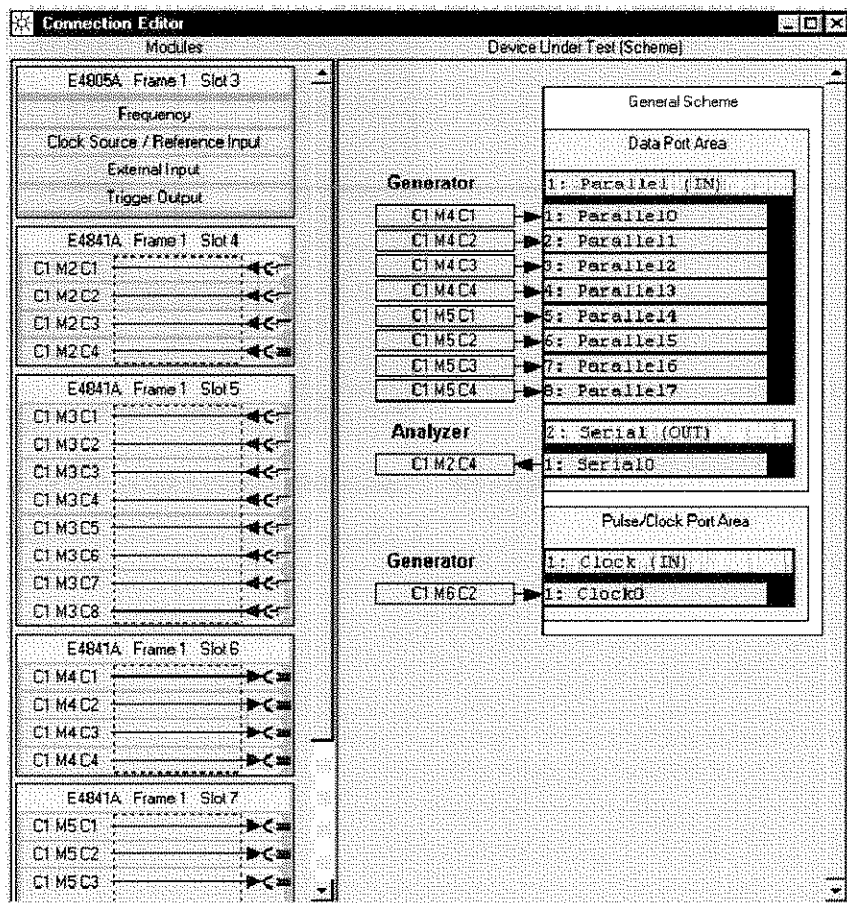 Connection Editor
Modules
Device Under Test (Scheme)
E4805A Frame 1 Slot 3
Frequency
Clock Source / Reference Input
External Input
Trigger Output
E4841A Frame 1 Slot 4
C1 M2 C1
C1 M2 C2
C1 M2 C3
C1 M2 C4
E4841A Frame 1 Slot 5
C1 M3 C1
C1 M3 C2
C1 M3 C3
C1 M3 C4
C1 M3 C5
C1 M3 C6
C1 M3 C7
C1 M3 C8
E4841A Frame 1 Slot 6
C1 M4 C1
C1 M4 C2
C1 M4 C3
C1 M4 C4
E4841A Frame 1 Slot 7
C1 M5 C1
C1 M5 C2
C1 M5 C3
General Scheme
Data Port Area
Generator
1: Parallel (IN)
C1 M4 C1 1: Parallel0
C1 M4 C2 2: Parallel1
C1 M4 C3 3: Parallel2
C1 M4 C4 4: Parallel3
C1 M5 C1 5: Parallel4
C1 M5 C2 6: Parallel5
C1 M5 C3 7: Parallel6
C1 M5 C4 8: Parallel7
Analyzer
2: Serial (OUT)
C1 M2 C4 1: Serial0
Pulse/Clock Port Area
Generator
1: Clock (IN)
C1 M6 C2 1: Clock0